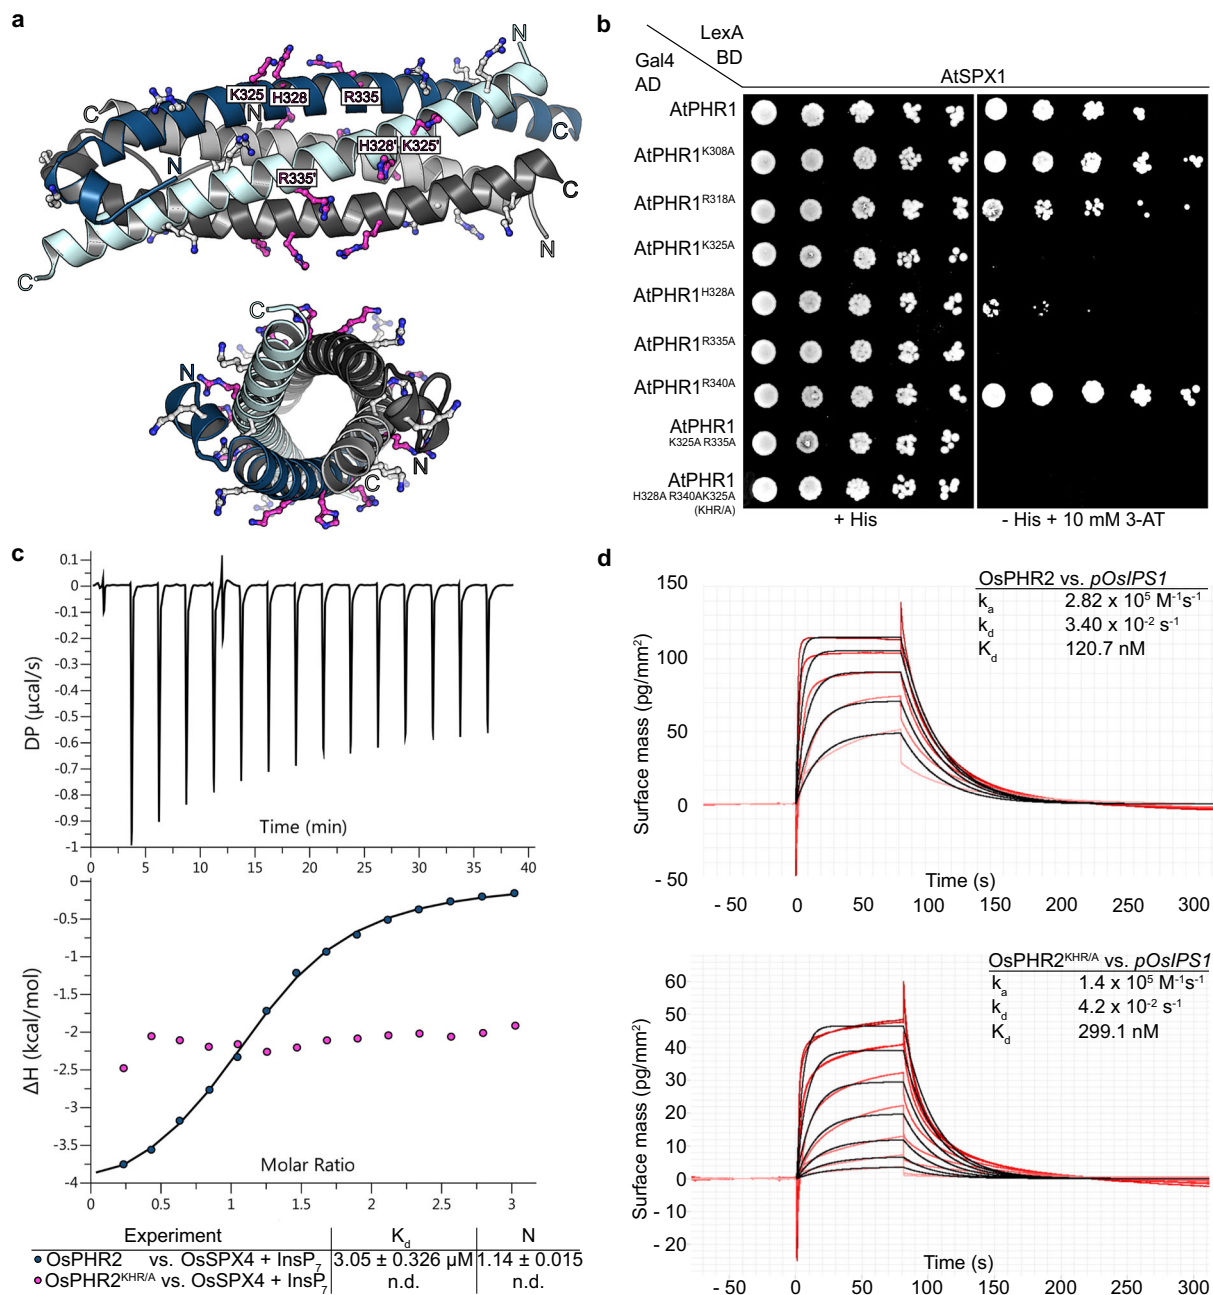 a
N
K325
H328
R335
N
H328'
K325'
C
C
N
R335'
C
N
C
C
N
N
C
b
LexA
BD
Gal4
AD
AtSPX1
AtPHR1
AtPHR1K308A
AtPHR1R318A
AtPHR1K325A
AtPHR1H328A
AtPHR1R335A
AtPHR1R340A
AtPHR1
K325A R335A
AtPHR1
H328A R340AK325A
(KHR/A)
+ His
- His + 10 mM 3-AT
c
0.1
0
-0.1
-0.2
-0.3
-0.4
-0.5
-0.6
-0.7
-0.8
-0.9
-1
DP (µcal/s)
Time (min)
0 5 10 15 20 25 30 35 40
0
-0.5
-1
-1.5
-2
-2.5
-3
-3.5
-4
ΔH (kcal/mol)
Molar Ratio
0 0.5 1 1.5 2 2.5 3
Experiment Kd N
OsPHR2 vs. OsSPX4 + InsP7 3.05 ± 0.326 µM 1.14 ± 0.015
OsPHR2KHR/A vs. OsSPX4 + InsP7 n.d. n.d.
d
150
100
50
0
- 50
Surface mass (pg/mm²)
OsPHR2 vs. pOsIPS1
ka 2.82 x 10⁵ M⁻¹s⁻¹
kd 3.40 x 10⁻² s⁻¹
Kd 120.7 nM
Time (s)
- 50 0 50 100 150 200 250 300
60
50
40
30
20
10
0
- 10
- 20
Surface mass (pg/mm²)
OsPHR2KHR/A vs. pOsIPS1
ka 1.4 x 10⁵ M⁻¹s⁻¹
kd 4.2 x 10⁻² s⁻¹
Kd 299.1 nM
Time (s)
- 50 0 50 100 150 200 250 300